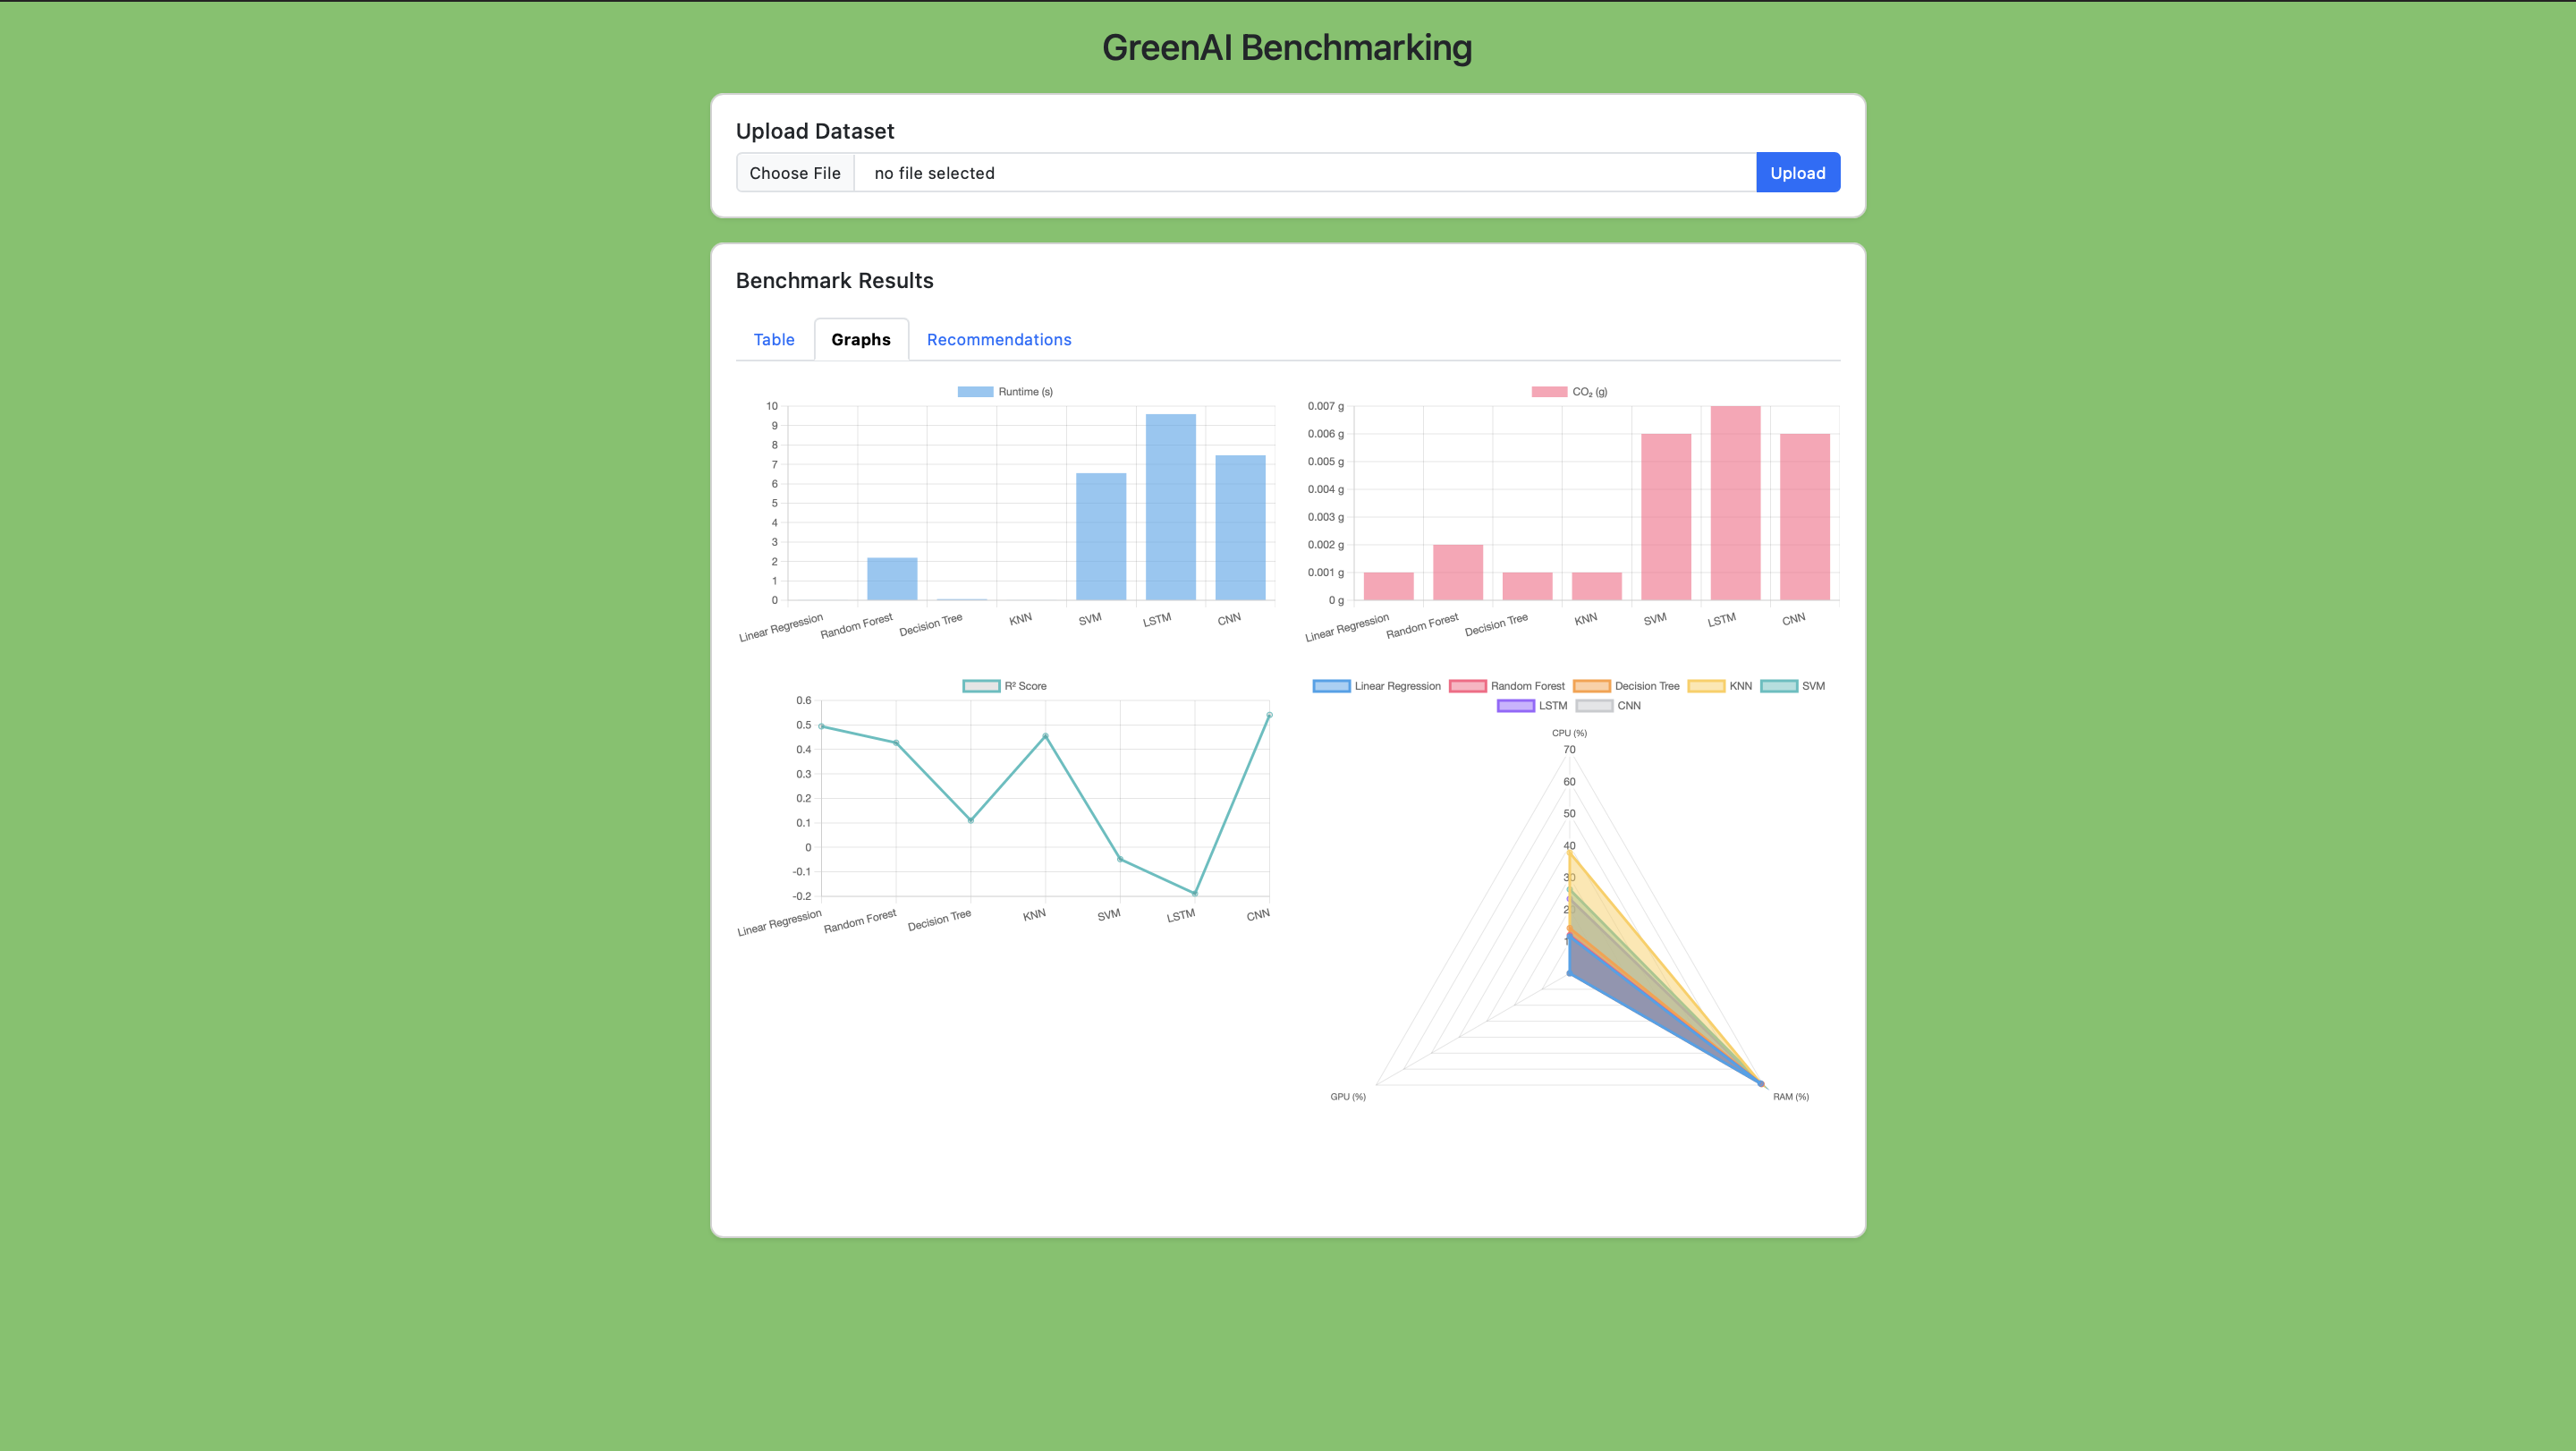 GreenAI Benchmarking
Upload Dataset
Choose File no file selected Upload
Benchmark Results
Table Graphs Recommendations
Runtime (s)
10
9
8
7
6
5
4
3
2
1
0
Linear Regression Random Forest Decision Tree KNN SVM LSTM CNN
CO₂ (g)
0.007 g
0.006 g
0.005 g
0.004 g
0.003 g
0.002 g
0.001 g
0 g
Linear Regression Random Forest Decision Tree KNN SVM LSTM CNN
R² Score
0.6
0.5
0.4
0.3
0.2
0.1
0
-0.1
-0.2
Linear Regression Random Forest Decision Tree KNN SVM LSTM CNN
Linear Regression Random Forest Decision Tree KNN SVM
LSTM CNN
CPU (%)
70
60
50
40
30
GPU (%) RAM (%)